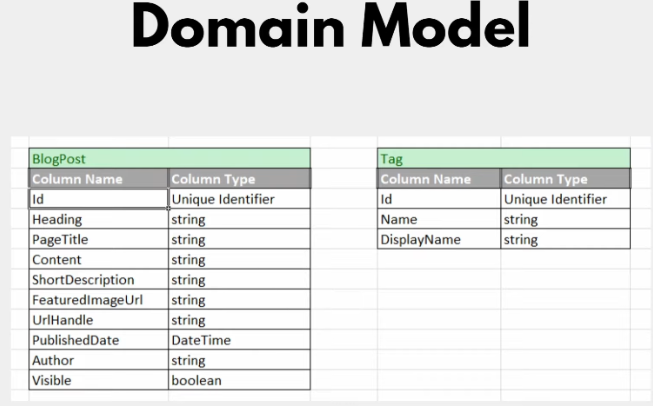 Domain Model
BlogPost
Column Name Column Type
Id Unique Identifier
Heading string
PageTitle string
Content string
ShortDescription string
FeaturedImageUrl string
UrlHandle string
PublishedDate DateTime
Author string
Visible boolean
Tag
Column Name Column Type
Id Unique Identifier
Name string
DisplayName string